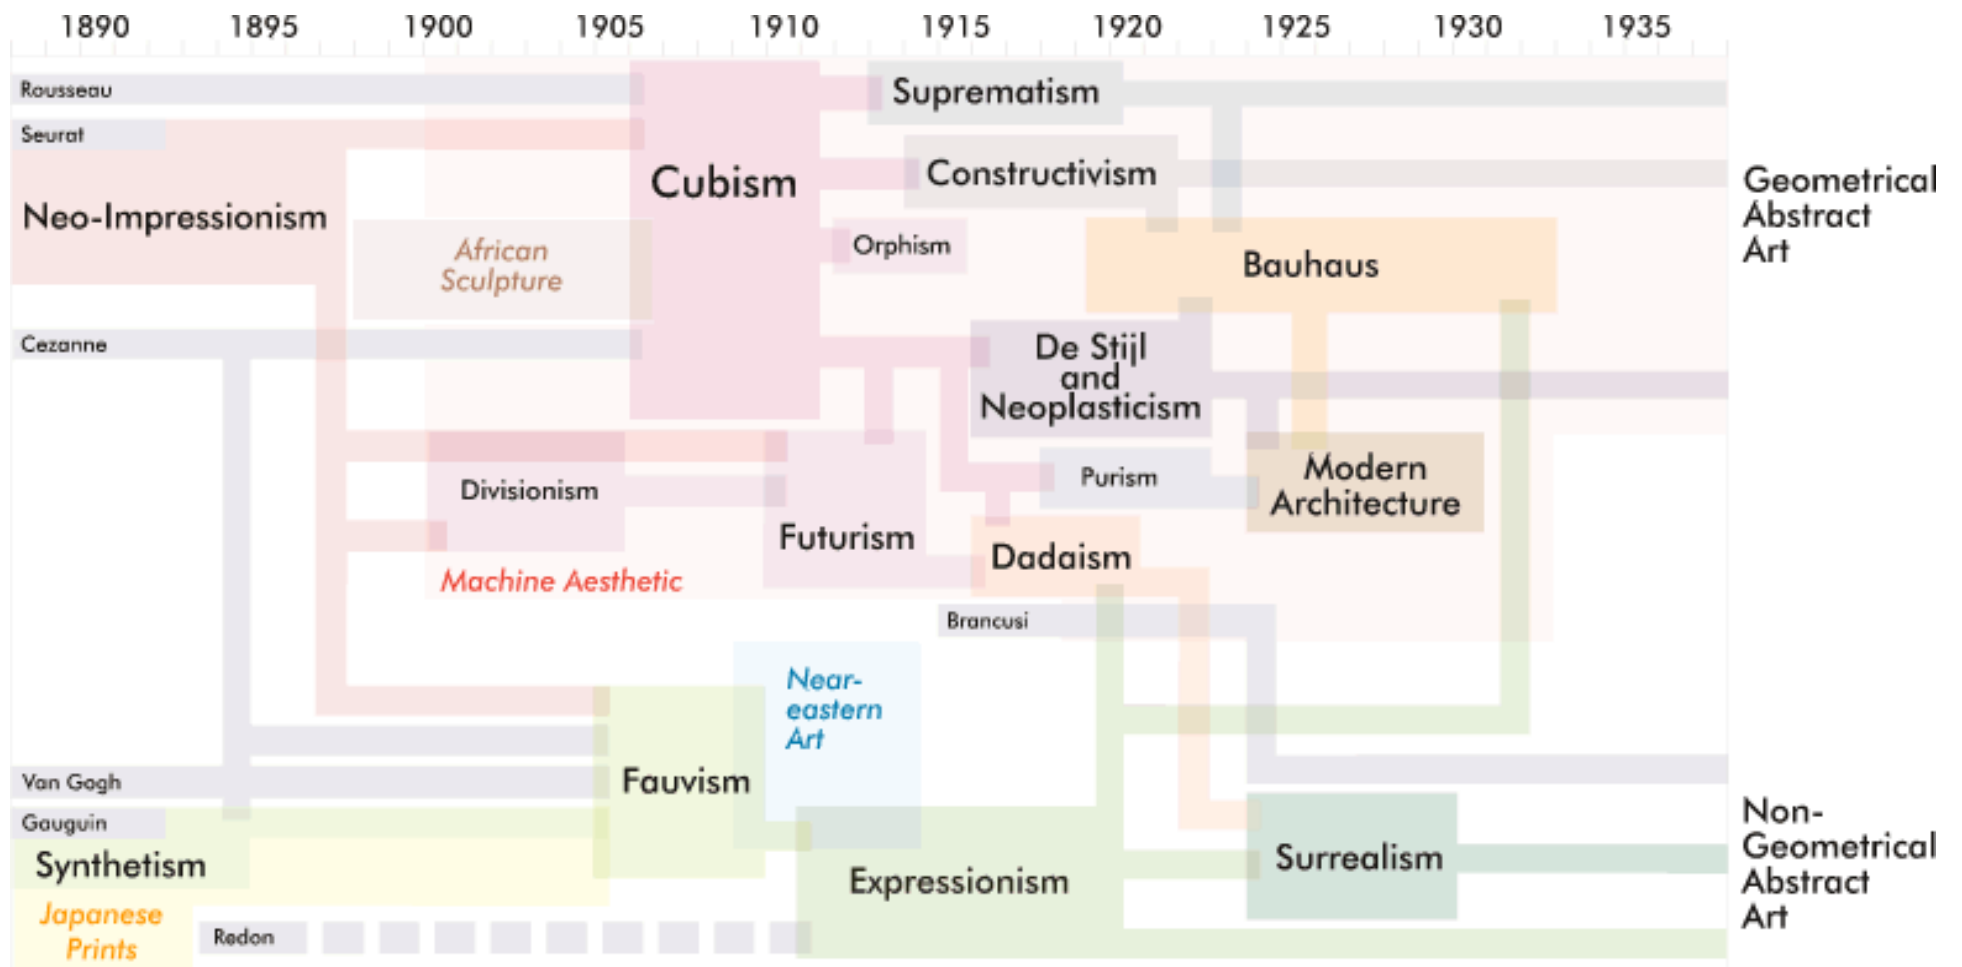 1890 1895 1900 1905 1910 1915 1920 1925 1930 1935
Rousseau
Suprematism
Seurat
Cubism
Constructivism
Geometrical
Abstract
Art
Neo-Impressionism
African
Sculpture
Orphism
Bauhaus
Cezanne
De Stijl
and
Neoplasticism
Divisionism
Purism
Modern
Architecture
Futurism
Dadaism
Machine Aesthetic
Brancusi
Near-
eastern
Art
Van Gogh
Fauvism
Gauguin
Synthetism
Expressionism
Surrealism
Non-
Geometrical
Abstract
Art
Japanese
Prints
Redon